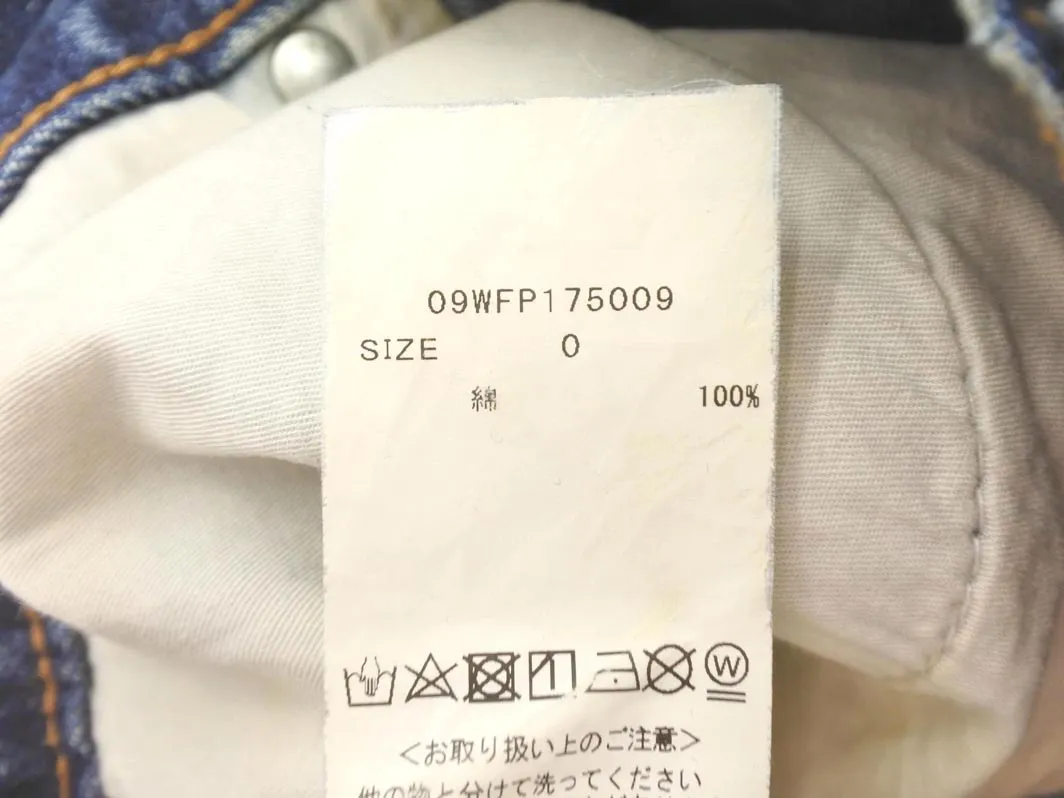 09WFP175009
SIZE 0
綿 100%
W
<お取り扱い上のご注意>
他の物と分けて洗ってください